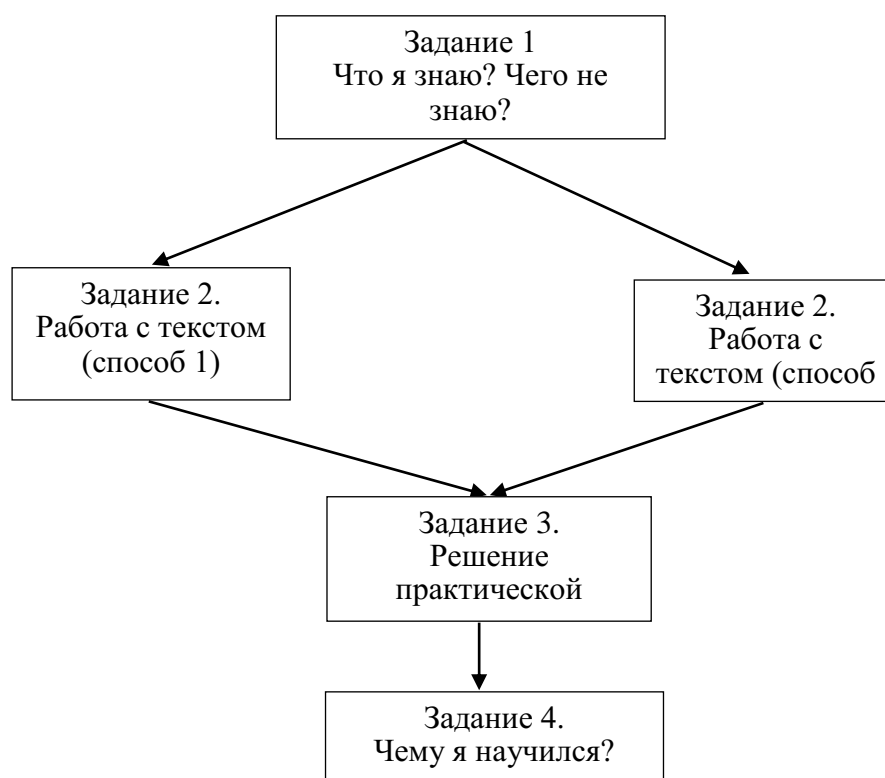 Задание 1
Что я знаю? Чего не
знаю?
Задание 2.
Работа с текстом
(способ 1)
Задание 2.
Работа с
текстом (способ
Задание 3.
Решение
практической
Задание 4.
Чему я научился?